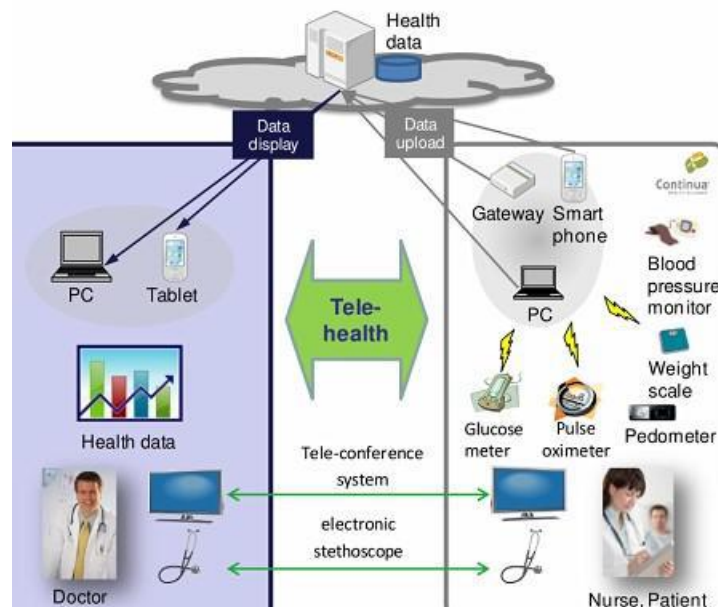 Health
data
Data
display
Data
upload
PC
Tablet
Health data
Doctor
Tele-
health
Tele-conference
system
electronic
stethoscope
Gateway
Smart
phone
PC
Continua
Blood
pressure
monitor
Weight
scale
Pedometer
Glucose
meter
Pulse
oximeter
Nurse, Patient